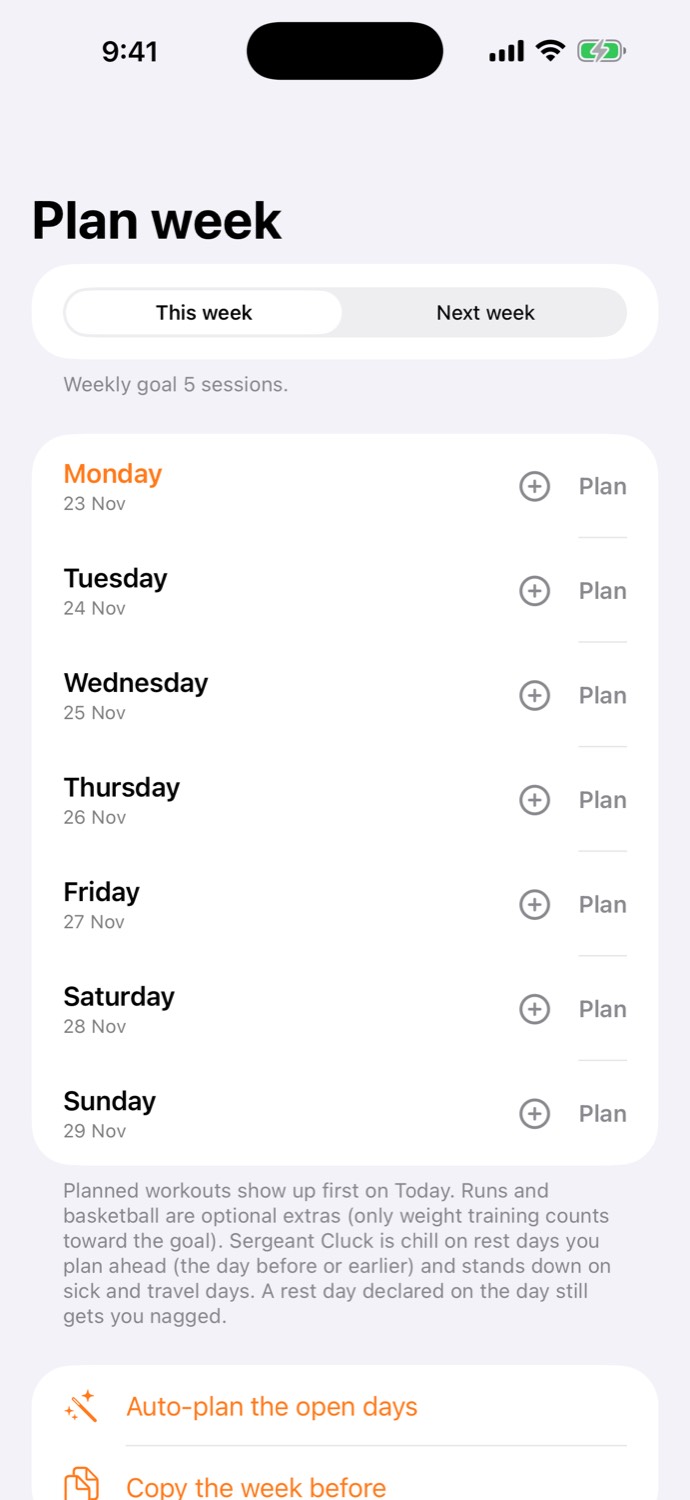 9:41
Plan week
This week
Next week
Weekly goal 5 sessions.
Monday
23 Nov
Plan
Tuesday
24 Nov
Plan
Wednesday
25 Nov
Plan
Thursday
26 Nov
Plan
Friday
27 Nov
Plan
Saturday
28 Nov
Plan
Sunday
29 Nov
Plan
Planned workouts show up first on Today. Runs and
basketball are optional extras (only weight training counts
toward the goal). Sergeant Cluck is chill on rest days you
plan ahead (the day before or earlier) and stands down on
sick and travel days. A rest day declared on the day still
gets you nagged.
Auto-plan the open days
Copy the week before